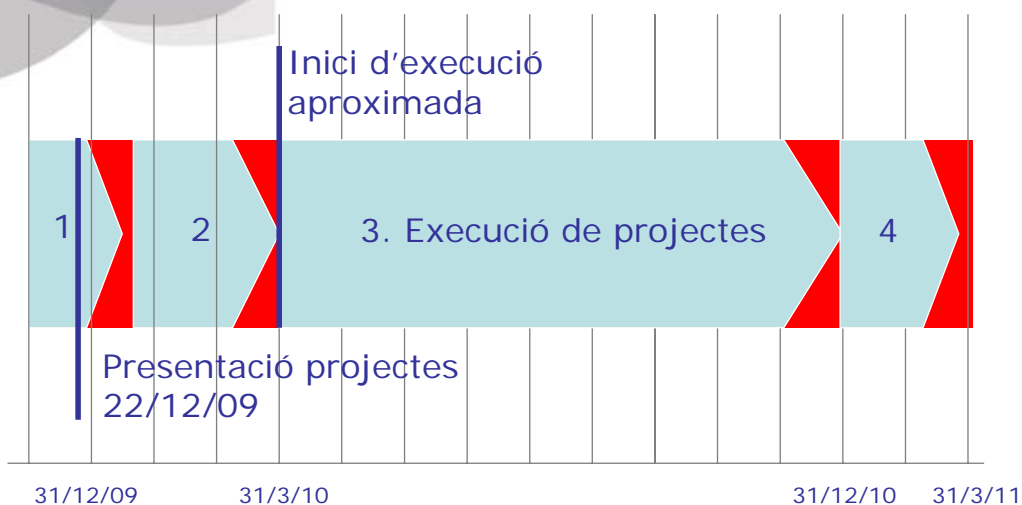 Inici d'execució
aproximada
1
2
3. Execució de projectes
4
Presentació projectes
22/12/09
31/12/09
31/3/10
31/12/10
31/3/11